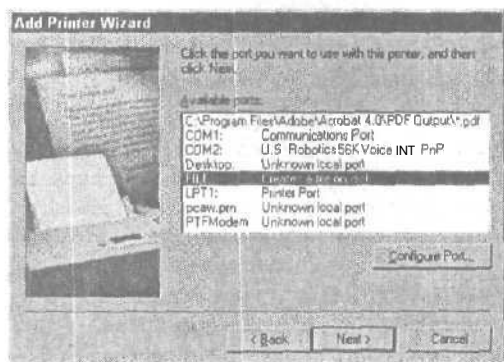 Add Printer Wizard
Click the port you want to use with this printer, and then
click Next.
Available ports:
C:\Program Files\Adobe\Acrobat 4.0\PDF Output\*.pdf
COM1: Communications Port
COM2: U.S. Robotics 56K Voice INT PnP
Desktop: Unknown local port
FILE: Creates a file on disk
LPT1: Printer Port
pcaw.prn Unknown local port
PTFModem Unknown local port
Configure Port...
< Back
Next >
Cancel